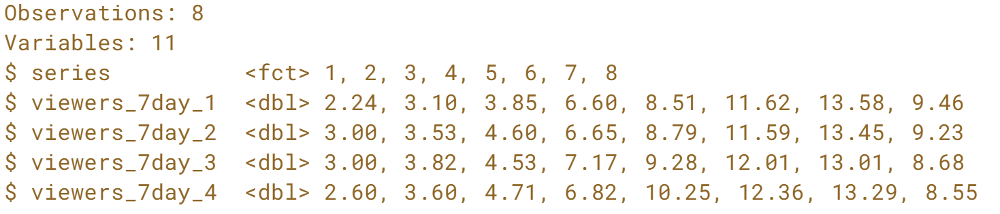 Observations: 8
Variables: 11
$ series          <fct> 1, 2, 3, 4, 5, 6, 7, 8
$ viewers_7day_1  <dbl> 2.24, 3.10, 3.85, 6.60, 8.51, 11.62, 13.58, 9.46
$ viewers_7day_2  <dbl> 3.00, 3.53, 4.60, 6.65, 8.79, 11.59, 13.45, 9.23
$ viewers_7day_3  <dbl> 3.00, 3.82, 4.53, 7.17, 9.28, 12.01, 13.01, 8.68
$ viewers_7day_4  <dbl> 2.60, 3.60, 4.71, 6.82, 10.25, 12.36, 13.29, 8.55